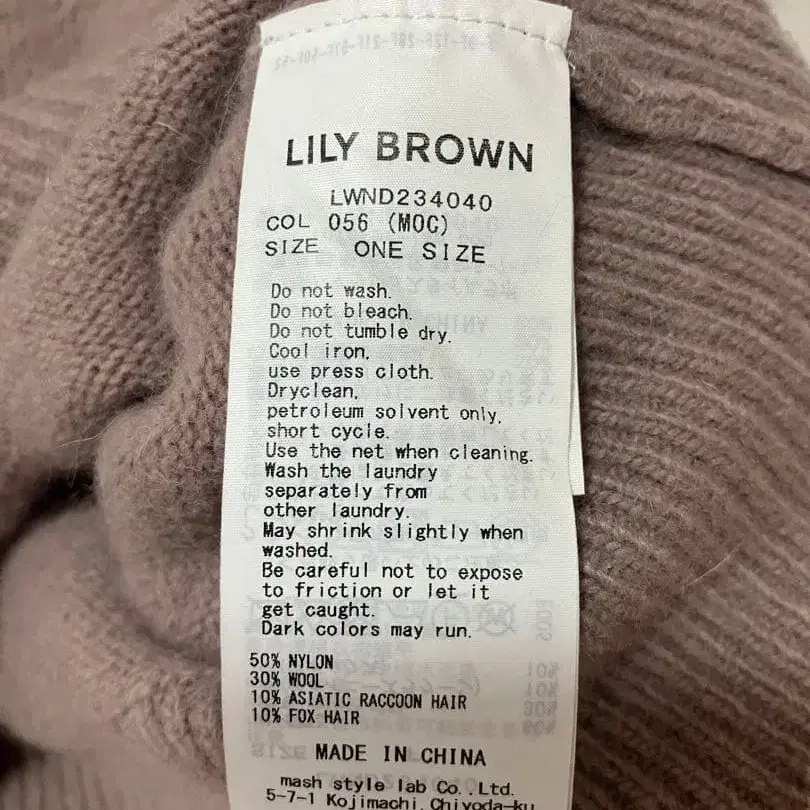 LILY BROWN
LWND234040
COL 056 (MOC)
SIZE ONE SIZE
Do not wash.
Do not bleach.
Do not tumble dry.
Cool iron,
use press cloth.
Dryclean,
petroleum solvent only,
short cycle.
Use the net when cleaning.
Wash the laundry
separately from
other laundry.
May shrink slightly when
washed.
Be careful not to expose
to friction or let it
get caught.
Dark colors may run.
50% NYLON
30% WOOL
10% ASIATIC RACCOON HAIR
10% FOX HAIR
MADE IN CHINA
mash style lab Co.,Ltd.
5-7-1 Kojimachi,Chiyoda-ku